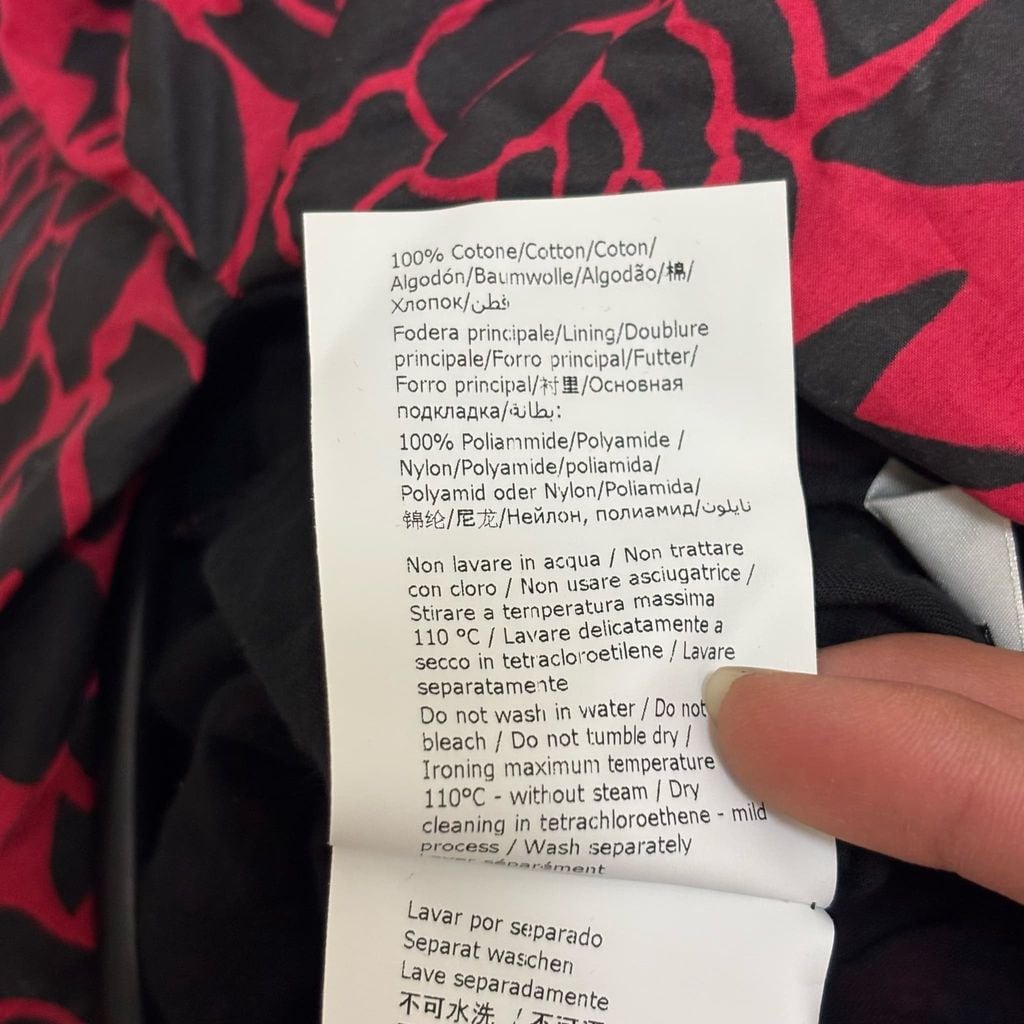 100% Cotone/Cotton/Coton/
Algodón/Baumwolle/Algodão/棉/
Хлопок/قطن
Fodera principale/Lining/Doublure
principale/Forro principal/Futter/
Forro principal/衬里/Основная
подкладка/بطانة:
100% Poliammide/Polyamide /
Nylon/Polyamide/poliamida/
Polyamid oder Nylon/Poliamida/
锦纶/尼龙/Нейлон, полиамид/نايلون
Non lavare in acqua / Non trattare
con cloro / Non usare asciugatrice /
Stirare a temperatura massima
110 °C / Lavare delicatamente a
secco in tetracloroetilene / Lavare
separatamente
Do not wash in water / Do not
bleach / Do not tumble dry /
Ironing maximum temperature
110°C - without steam / Dry
cleaning in tetrachloroethene - mild
process / Wash separately
Laver séparément
Lavar por separado
Separat waschen
Lave separadamente
不可水洗 / 不可